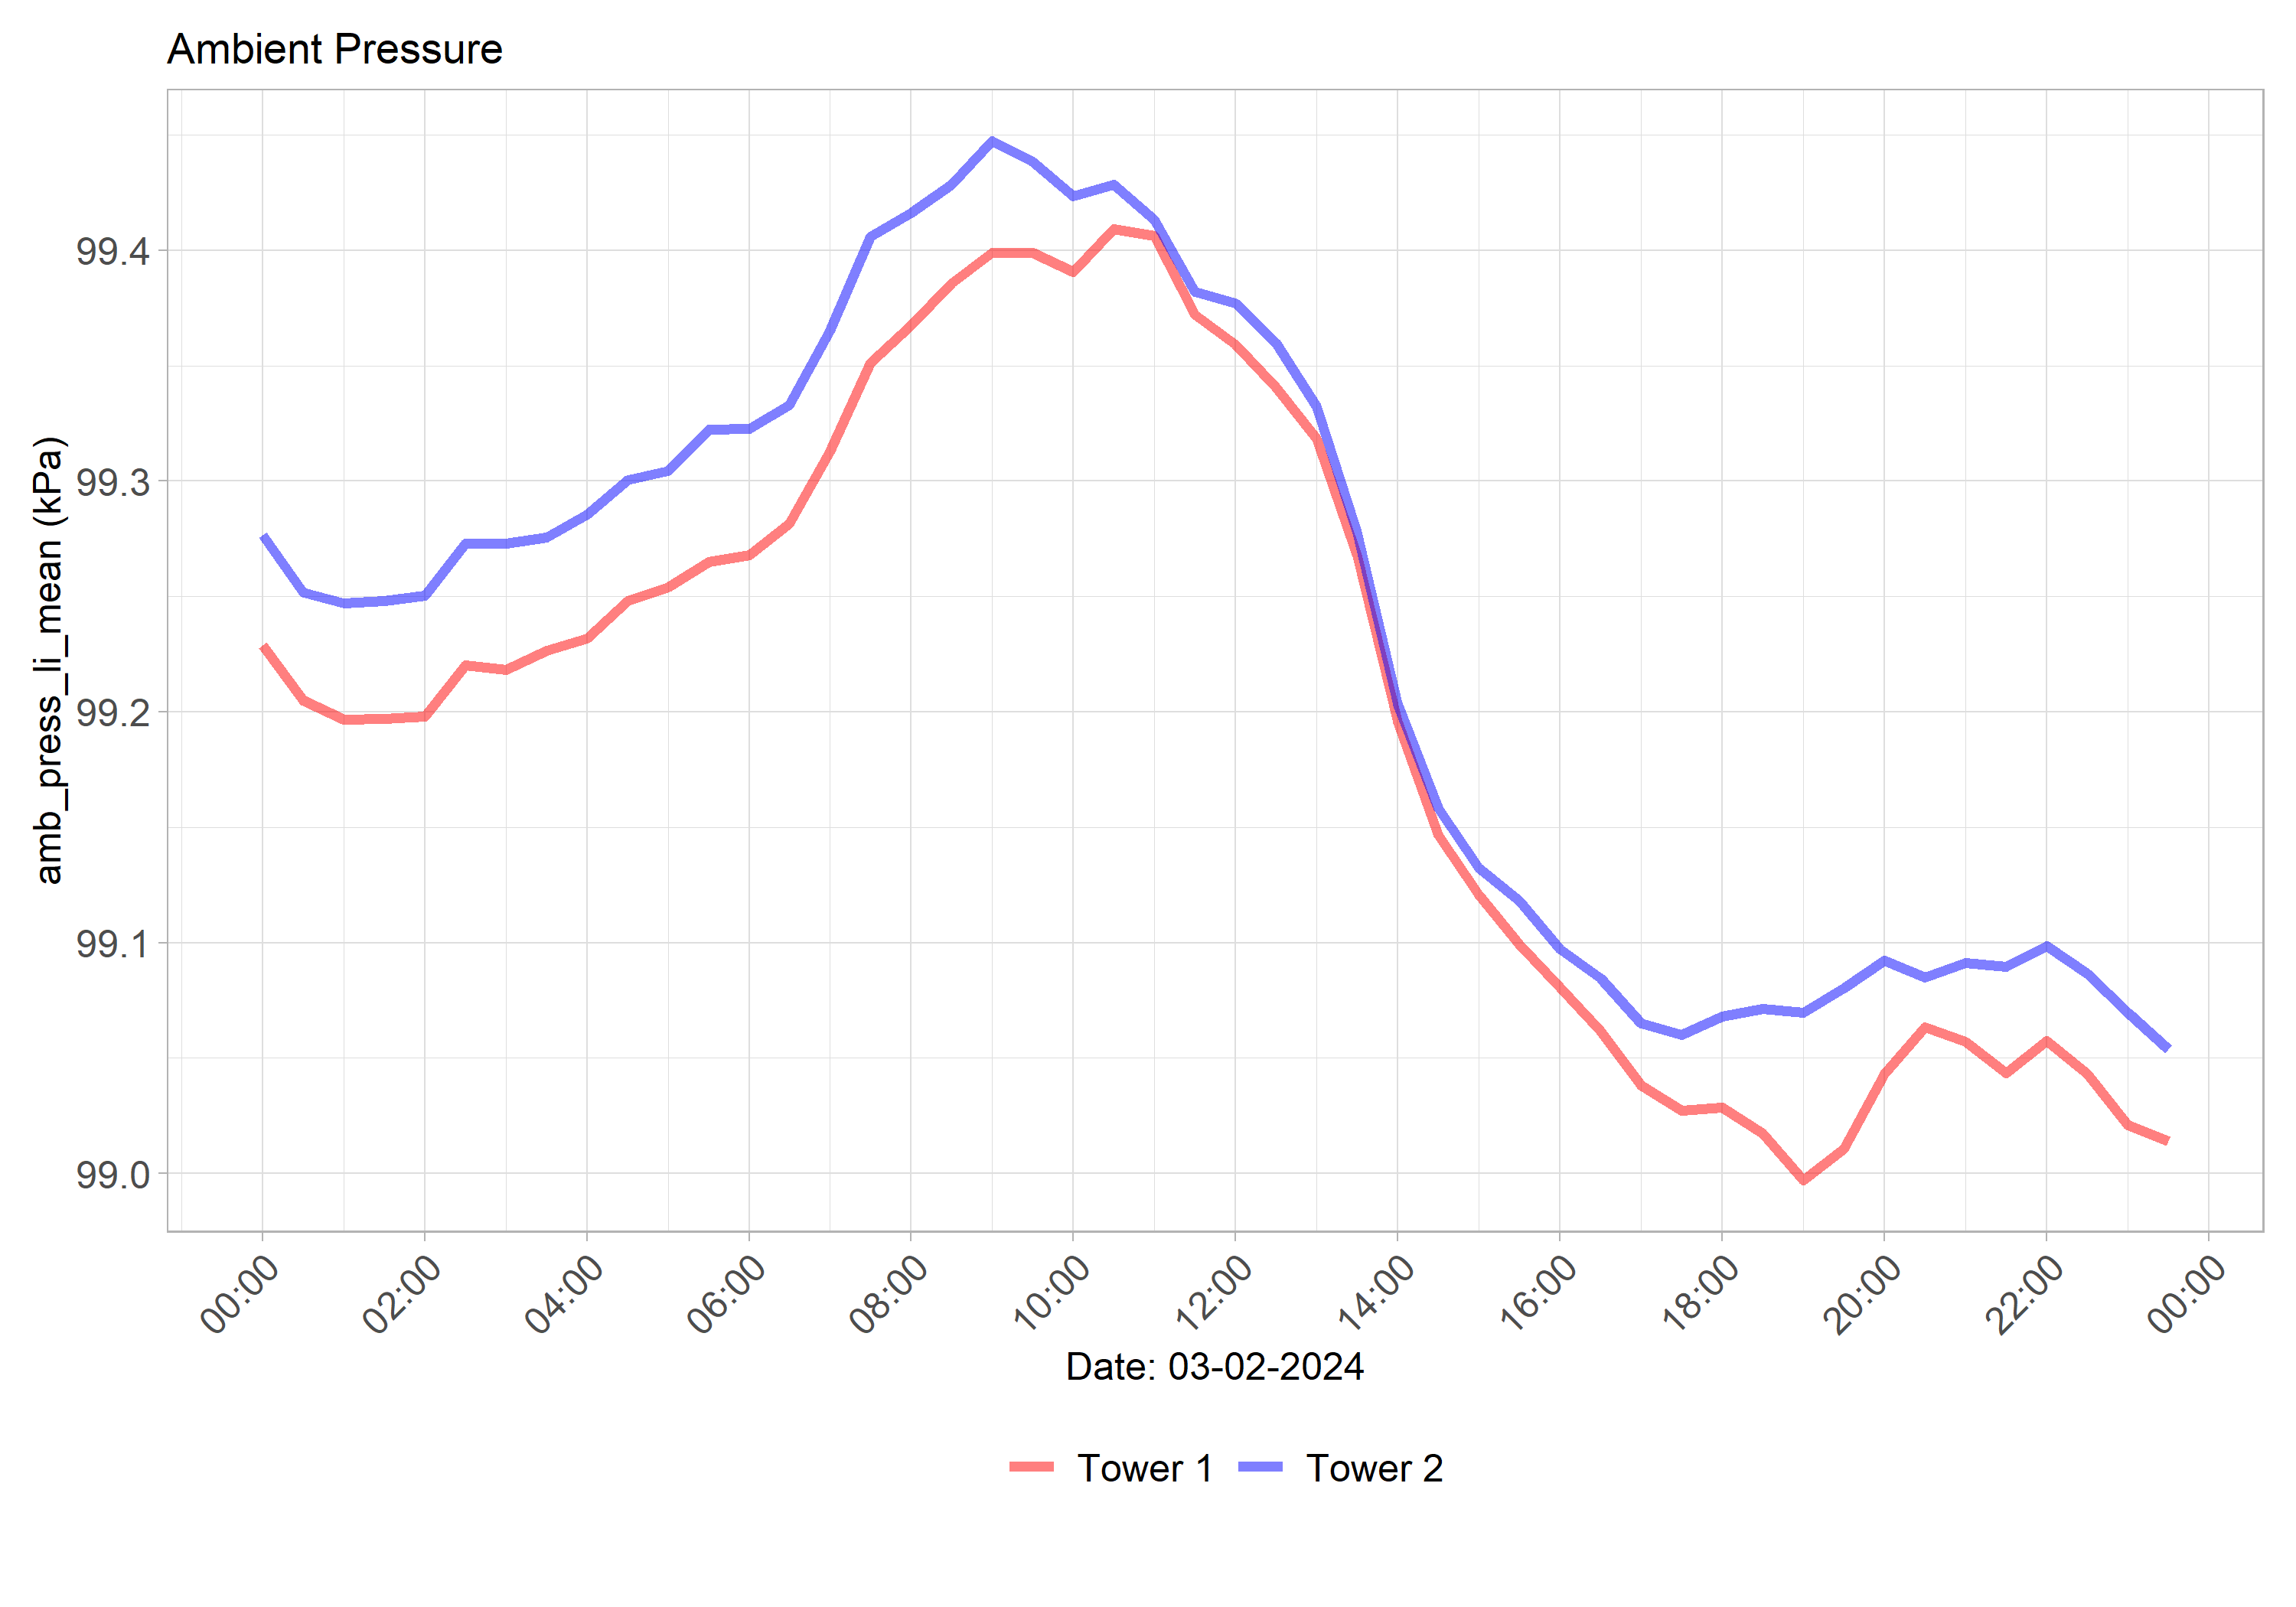 Ambient Pressure
amb_press_li_mean (kPa)
99.4
99.3
99.2
99.1
99.0
00:00 02:00 04:00 06:00 08:00 10:00 12:00 14:00 16:00 18:00 20:00 22:00 00:00
Date: 03-02-2024
Tower 1 Tower 2